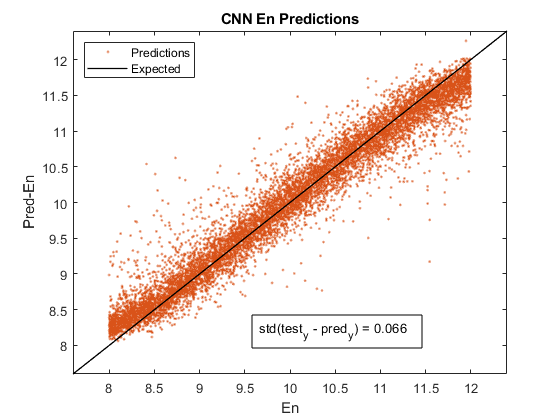 CNN En Predictions
Predictions
Expected
Pred-En
12
11.5
11
10.5
10
9.5
9
8.5
8
std(test_y - pred_y) = 0.066
8 8.5 9 9.5 10 10.5 11 11.5 12
En